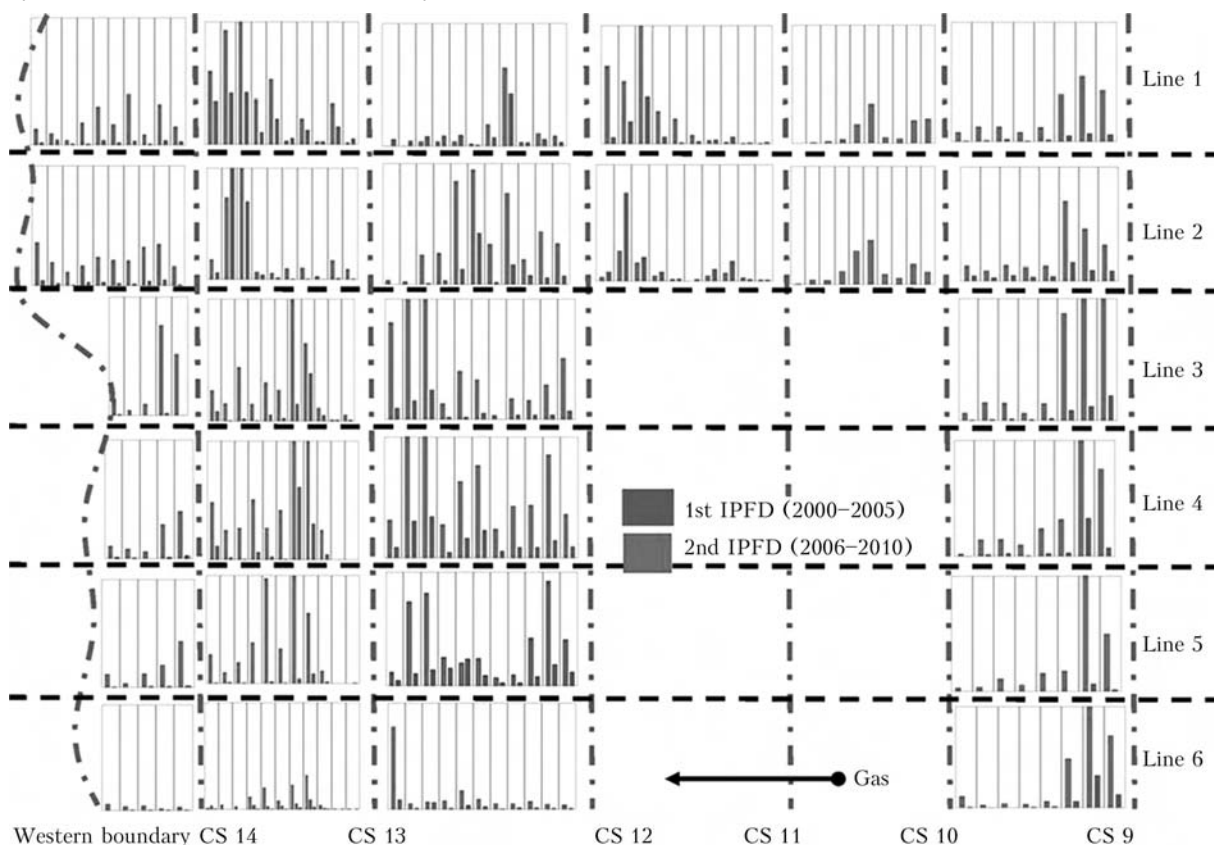 Line 1
Line 2
Line 3
Line 4
1st IPFD (2000–2005)
2nd IPFD (2006–2010)
Line 5
Line 6
Gas
Western boundary CS 14 CS 13 CS 12 CS 11 CS 10 CS 9